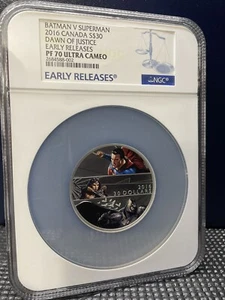 BATMAN V SUPERMAN
2016 CANADA S$30
DAWN OF JUSTICE
EARLY RELEASES
PF 70 ULTRA CAMEO
EARLY RELEASES
NGC
2016
30 DOLLARS